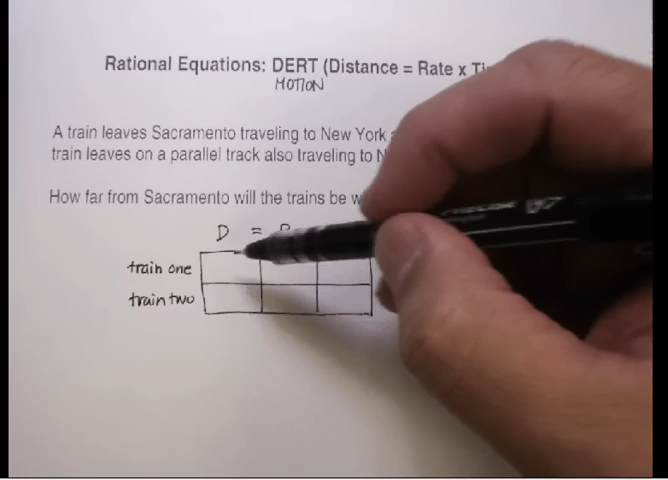 Rational Equations: DERT (Distance = Rate x
MOTION
A train leaves Sacramento traveling to New York
train leaves on a parallel track also traveling to
How far from Sacramento will the trains be
D =
train one
train two